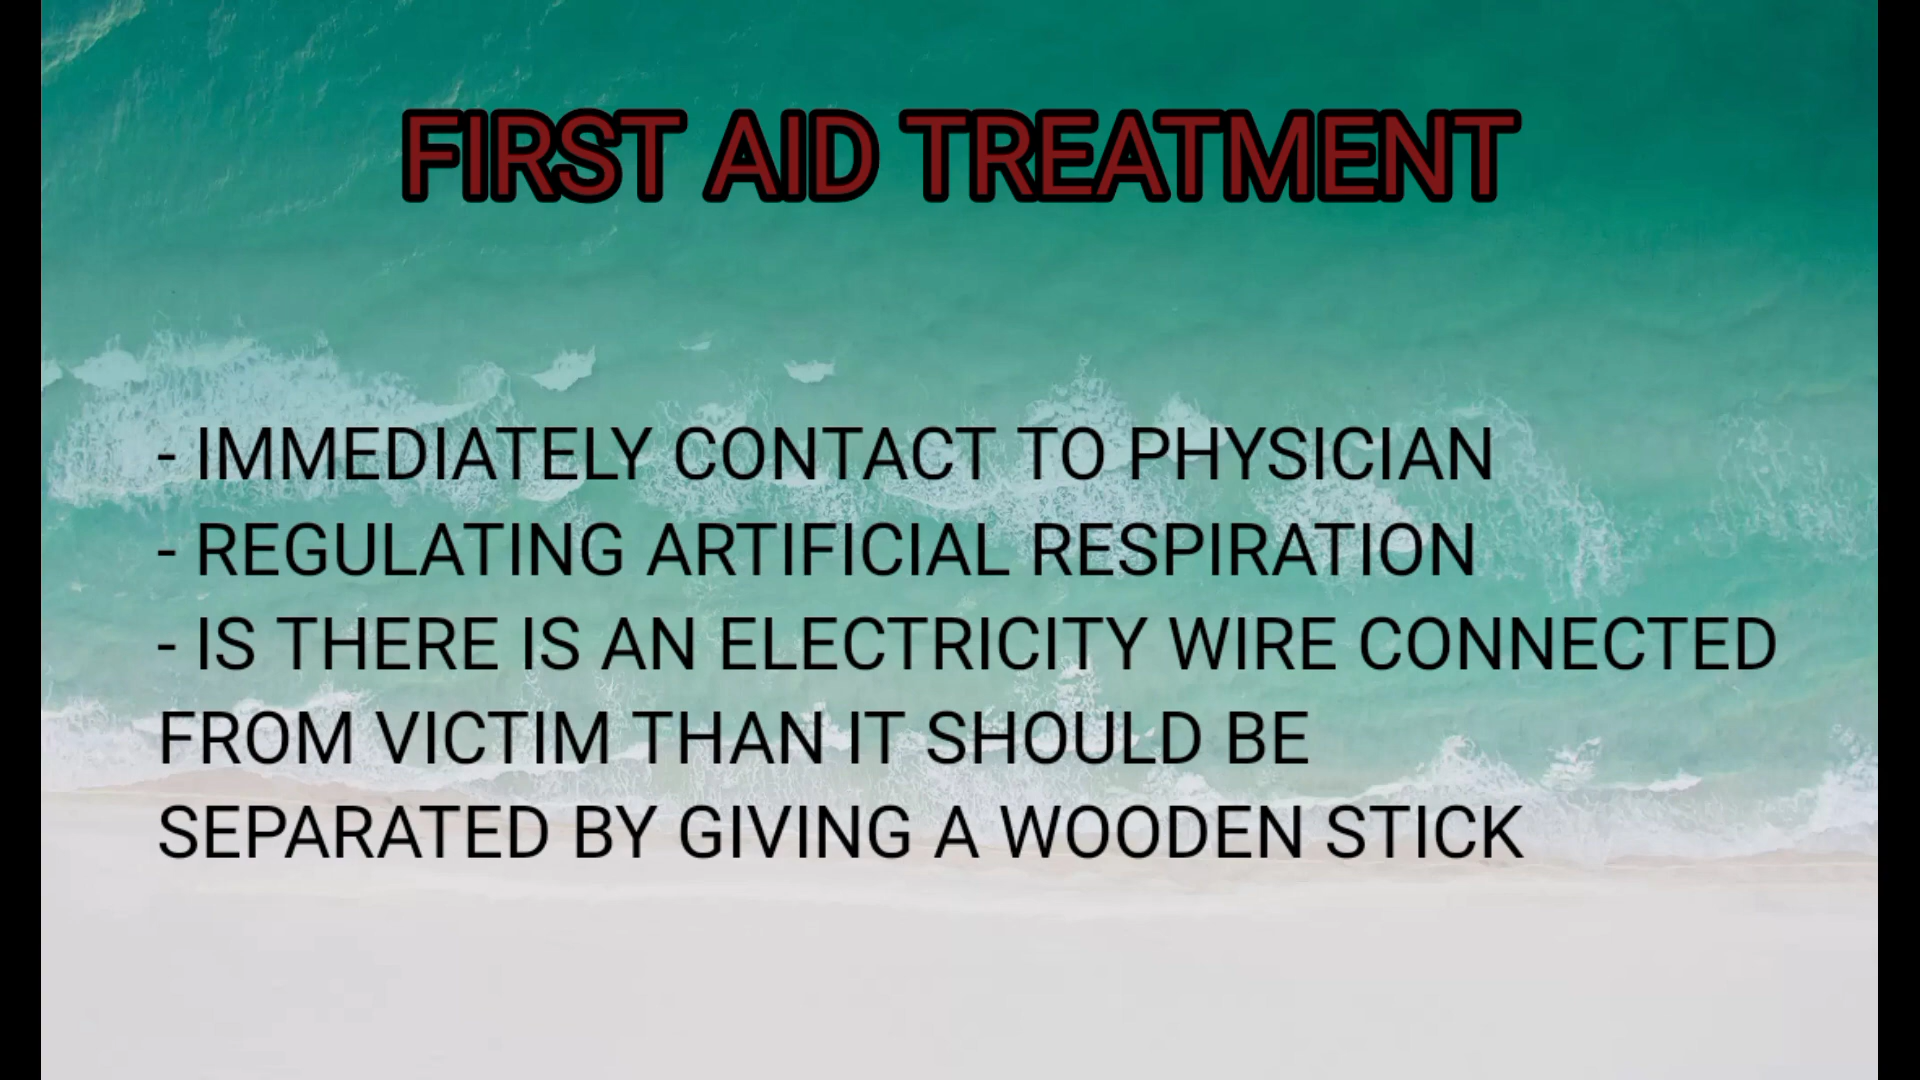 FIRST AID TREATMENT
- IMMEDIATELY CONTACT TO PHYSICIAN
- REGULATING ARTIFICIAL RESPIRATION
- IS THERE IS AN ELECTRICITY WIRE CONNECTED
FROM VICTIM THAN IT SHOULD BE
SEPARATED BY GIVING A WOODEN STICK